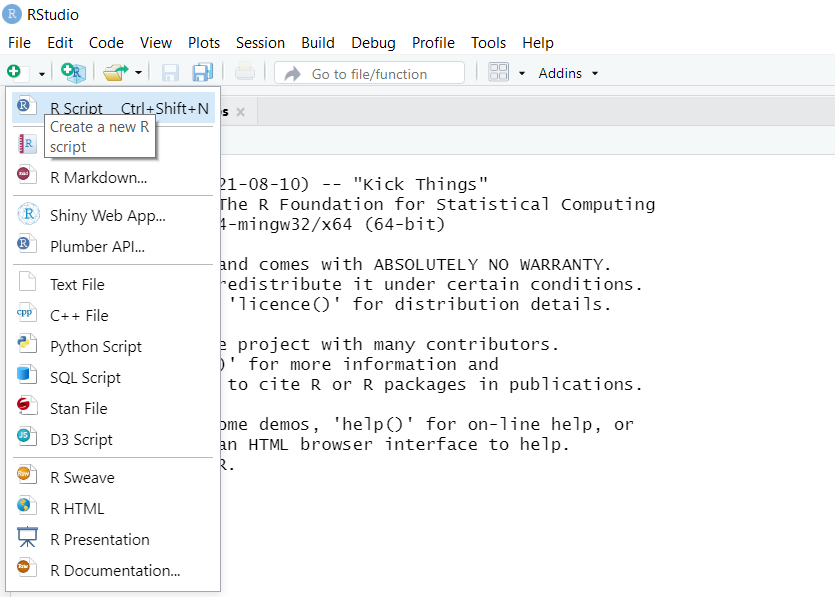 RStudio
File Edit Code View Plots Session Build Debug Profile Tools Help
Go to file/function Addins
R Script Ctrl+Shift+N
Create a new R
script
R Markdown...
Shiny Web App...
Plumber API...
Text File
C++ File
Python Script
SQL Script
Stan File
D3 Script
R Sweave
R HTML
R Presentation
R Documentation...
s ×
21-08-10) -- "Kick Things"
The R Foundation for Statistical Computing
4-mingw32/x64 (64-bit)
and comes with ABSOLUTELY NO WARRANTY.
redistribute it under certain conditions.
'licence()' for distribution details.
e project with many contributors.
)' for more information and
to cite R or R packages in publications.
ome demos, 'help()' for on-line help, or
an HTML browser interface to help.
R.